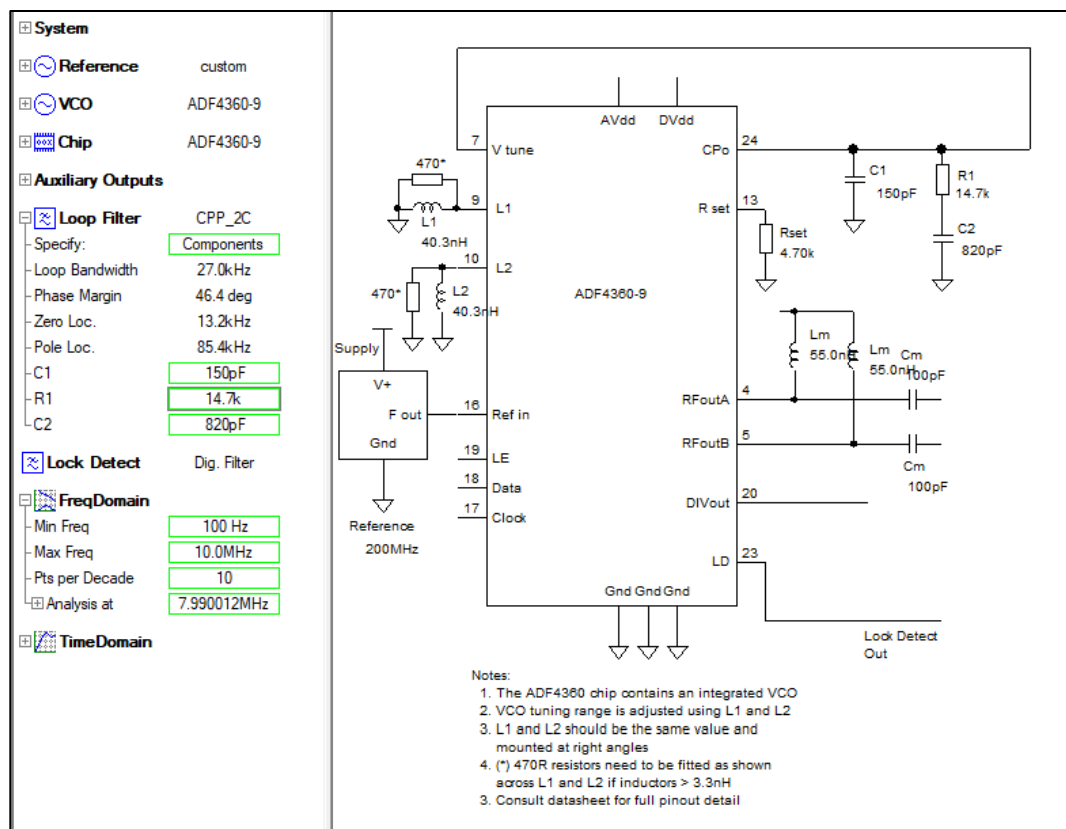 System
Reference custom
VCO ADF4360-9
Chip ADF4360-9
Auxiliary Outputs
Loop Filter CPP_2C
Specify: Components
Loop Bandwidth 27.0kHz
Phase Margin 46.4 deg
Zero Loc. 13.2kHz
Pole Loc. 85.4kHz
C1 150pF
R1 14.7k
C2 820pF
Lock Detect Dig. Filter
FreqDomain
Min Freq 100 Hz
Max Freq 10.0MHz
Pts per Decade 10
Analysis at 7.990012MHz
TimeDomain
AVdd DVdd
7 V tune
CPo 24
470*
9 L1
L1
40.3nH
10 L2
470*
L2
40.3nH
R set 13
Rset
4.70k
C1
150pF
R1
14.7k
C2
820pF
ADF4360-9
Supply
V+
F out
Gnd
16 Ref in
19 LE
18 Data
17 Clock
Reference
200MHz
Lm
55.0nH
Lm
55.0nH
Cm
100pF
RFoutA 4
RFoutB 5
Cm
100pF
DIVout 20
LD 23
Gnd Gnd Gnd
Lock Detect
Out
Notes:
1. The ADF4360 chip contains an integrated VCO
2. VCO tuning range is adjusted using L1 and L2
3. L1 and L2 should be the same value and
mounted at right angles
4. (*) 470R resistors need to be fitted as shown
across L1 and L2 if inductors > 3.3nH
3. Consult datasheet for full pinout detail